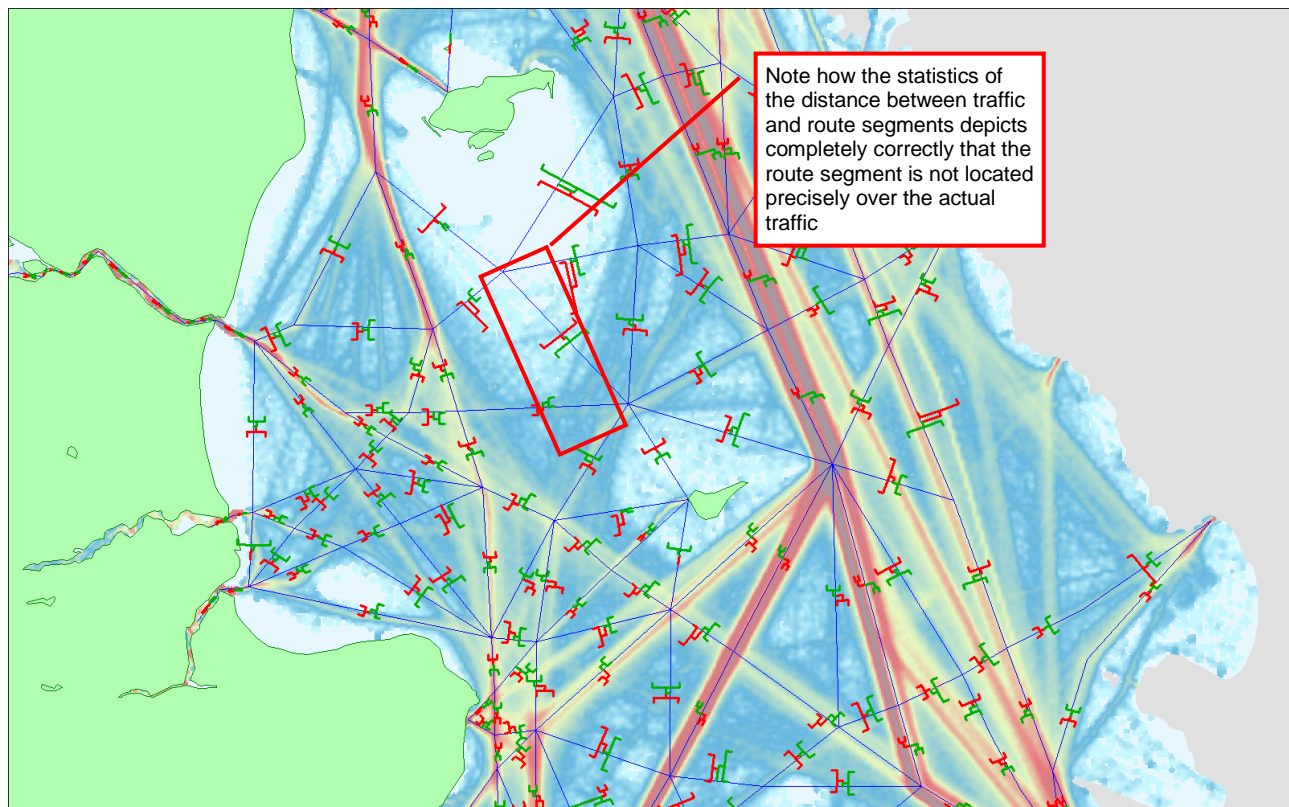 Note how the statistics of
the distance between traffic
and route segments depicts
completely correctly that the
route segment is not located
precisely over the actual
traffic